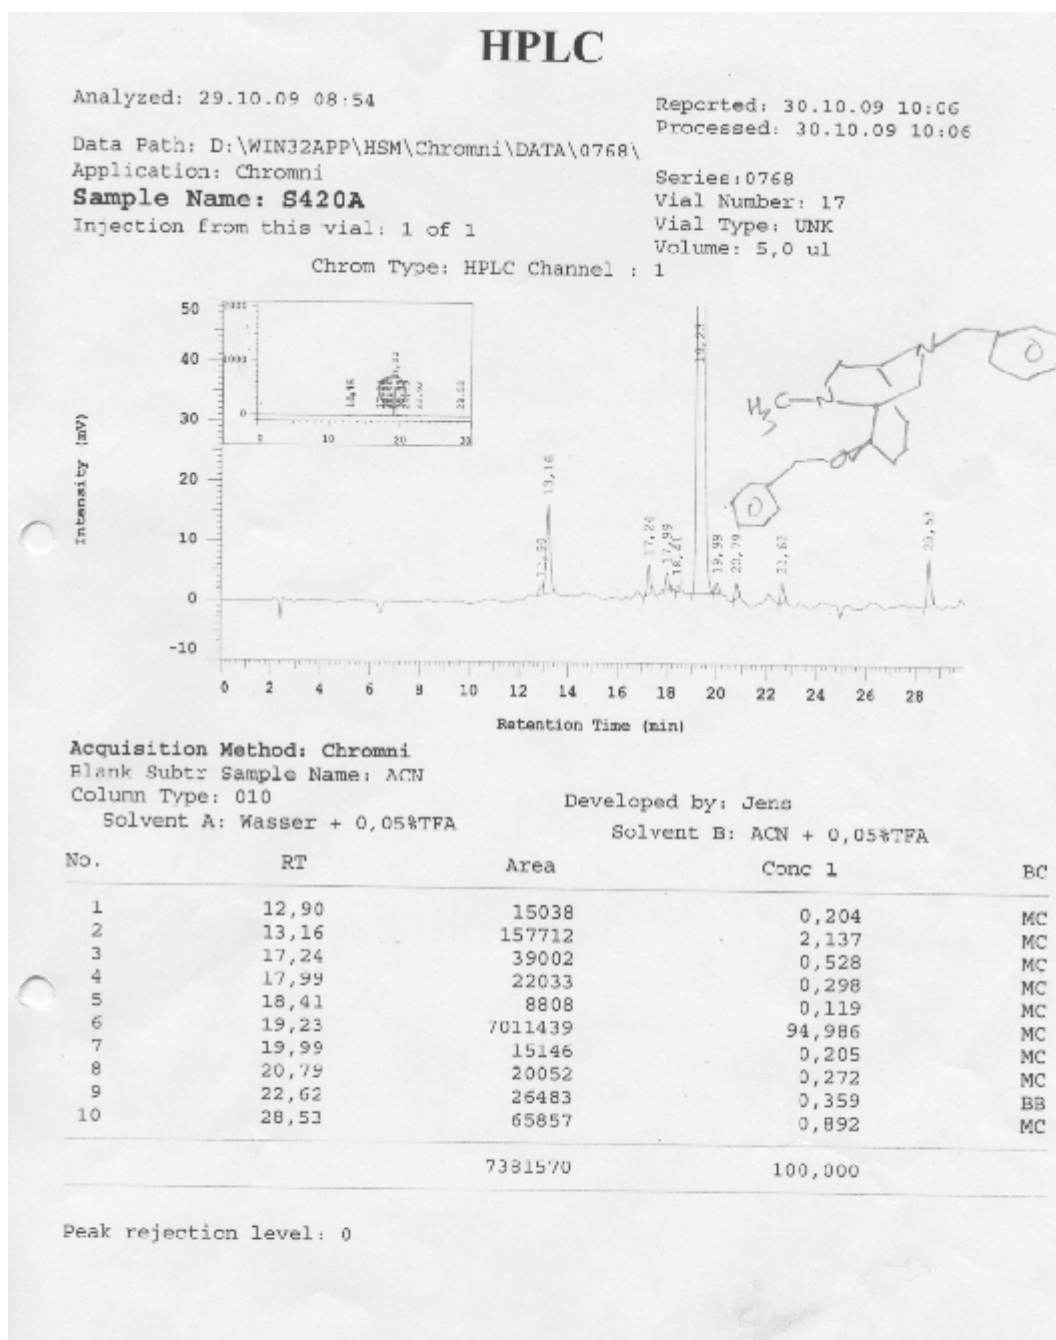 HPLC
Analyzed: 29.10.09 08:54
Reported: 30.10.09 10:06
Processed: 30.10.09 10:06
Data Path: D:\WIN32APP\HSM\Chromni\DATA\0768\
Application: Chromni
Series:0768
Sample Name: S420A
Vial Number: 17
Injection from this vial: 1 of 1
Vial Type: UNK
Volume: 5,0 ul
Chrom Type: HPLC Channel : 1
Intensity (mV)
50
40
30
20
10
0
-10
2000
1000
0
0 10 20
13,16
17,24
17,99
18,41
19,23
19,99
20,79
22,62
28,53
H3C
N
N
O
0 2 4 6 8 10 12 14 16 18 20 22 24 26 28
Retention Time (min)
Acquisition Method: Chromni
Blank Subtr Sample Name: ACN
Column Type: 010
Developed by: Jens
Solvent A: Wasser + 0,05%TFA
Solvent B: ACN + 0,05%TFA
No. RT Area Conc 1 BC
1 12,90 15038 0,204 MC
2 13,16 157712 2,137 MC
3 17,24 39002 0,528 MC
4 17,99 22033 0,298 MC
5 18,41 8808 0,119 MC
6 19,23 7011439 94,986 MC
7 19,99 15146 0,205 MC
8 20,79 20052 0,272 MC
9 22,62 26483 0,359 BB
10 28,53 65857 0,892 MC
7381570 100,000
Peak rejection level: 0